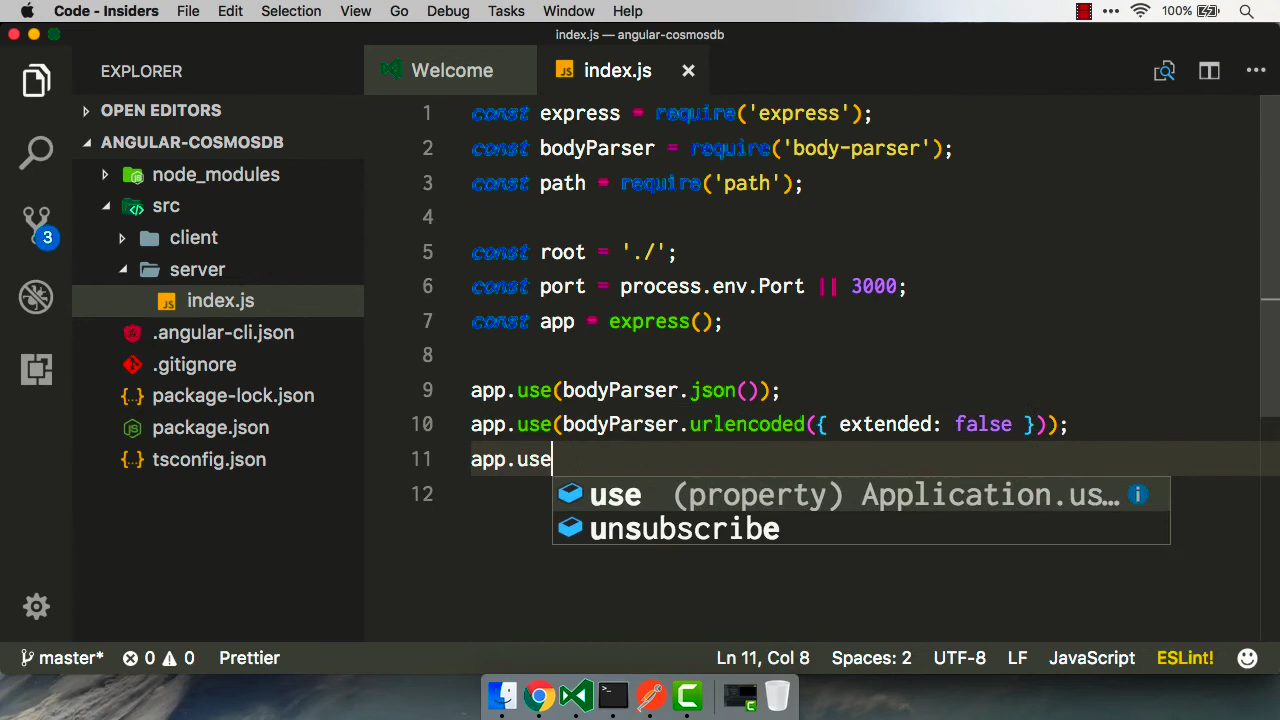 Code - Insiders File Edit Selection View Go Debug Tasks Window Help 100%
index.js — angular-cosmosdb
EXPLORER
OPEN EDITORS
ANGULAR-COSMOSDB
node_modules
src
client
server
index.js
.angular-cli.json
.gitignore
package-lock.json
package.json
tsconfig.json
3
Welcome index.js
1 const express = require('express');
2 const bodyParser = require('body-parser');
3 const path = require('path');
4
5 const root = './';
6 const port = process.env.Port || 3000;
7 const app = express();
8
9 app.use(bodyParser.json());
10 app.use(bodyParser.urlencoded({ extended: false }));
11 app.use
12
use (property) Application.us…
unsubscribe
master* 0 0 Prettier Ln 11, Col 8 Spaces: 2 UTF-8 LF JavaScript ESLint!